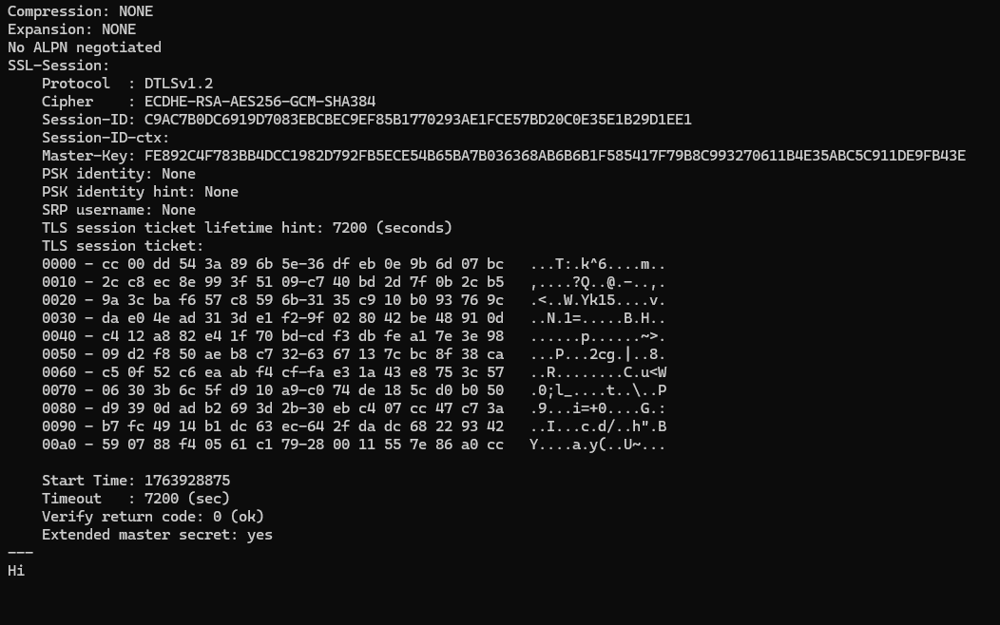 Compression: NONE
Expansion: NONE
No ALPN negotiated
SSL-Session:
    Protocol  : DTLSv1.2
    Cipher    : ECDHE-RSA-AES256-GCM-SHA384
    Session-ID: C9AC7B0DC6919D7083EBCBEC9EF85B1770293AE1FCE57BD20C0E35E1B29D1EE1
    Session-ID-ctx:
    Master-Key: FE892C4F783BB4DCC1982D792FB5ECE54B65BA7B036368AB6B6B1F585417F79B8C993270611B4E35ABC5C911DE9FB43E
    PSK identity: None
    PSK identity hint: None
    SRP username: None
    TLS session ticket lifetime hint: 7200 (seconds)
    TLS session ticket:
    0000 - cc 00 dd 54 3a 89 6b 5e-36 df eb 0e 9b 6d 07 bc   ...T:.k^6....m..
    0010 - 2c c8 ec 8e 99 3f 51 09-c7 40 bd 2d 7f 0b 2c b5   ,....?Q..@.-..,.
    0020 - 9a 3c ba f6 57 c8 59 6b-31 35 c9 10 b0 93 76 9c   .<..W.Yk15....v.
    0030 - da e0 4e ad 31 3d e1 f2-9f 02 80 42 be 48 91 0d   ..N.1=.....B.H..
    0040 - c4 12 a8 82 e4 1f 70 bd-cd f3 db fe a1 7e 3e 98   ......p......~>.
    0050 - 09 d2 f8 50 ae b8 c7 32-63 67 13 7c bc 8f 38 ca   ...P...2cg.|..8.
    0060 - c5 0f 52 c6 ea ab f4 cf-fa e3 1a 43 e8 75 3c 57   ..R........C.u<W
    0070 - 06 30 3b 6c 5f d9 10 a9-c0 74 de 18 5c d0 b0 50   .0;l_....t..\..P
    0080 - d9 39 0d ad b2 69 3d 2b-30 eb c4 07 cc 47 c7 3a   .9...i=+0....G.:
    0090 - b7 fc 49 14 b1 dc 63 ec-64 2f da dc 68 22 93 42   ..I...c.d/..h".B
    00a0 - 59 07 88 f4 05 61 c1 79-28 00 11 55 7e 86 a0 cc   Y....a.y(..U~...

    Start Time: 1763928875
    Timeout   : 7200 (sec)
    Verify return code: 0 (ok)
    Extended master secret: yes
---
Hi